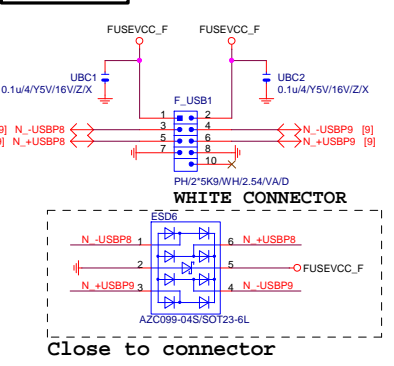 FUSEVCC_F FUSEVCC_F
UBC1 UBC2
0.1u/4/Y5V/16V/Z/X 0.1u/4/Y5V/16V/Z/X
F_USB1
1 2
9] N_-USBP8 3 4 N_-USBP9 [9]
9] N_+USBP8 5 6 N_+USBP9 [9]
7 8
10
PH/2*5K9/WH/2.54/VA/D
WHITE CONNECTOR
ESD6
N_-USBP8 1 6 N_+USBP8
2 5 FUSEVCC_F
N_+USBP9 3 4 N_-USBP9
AZC099-04S/SOT23-6L
Close to connector